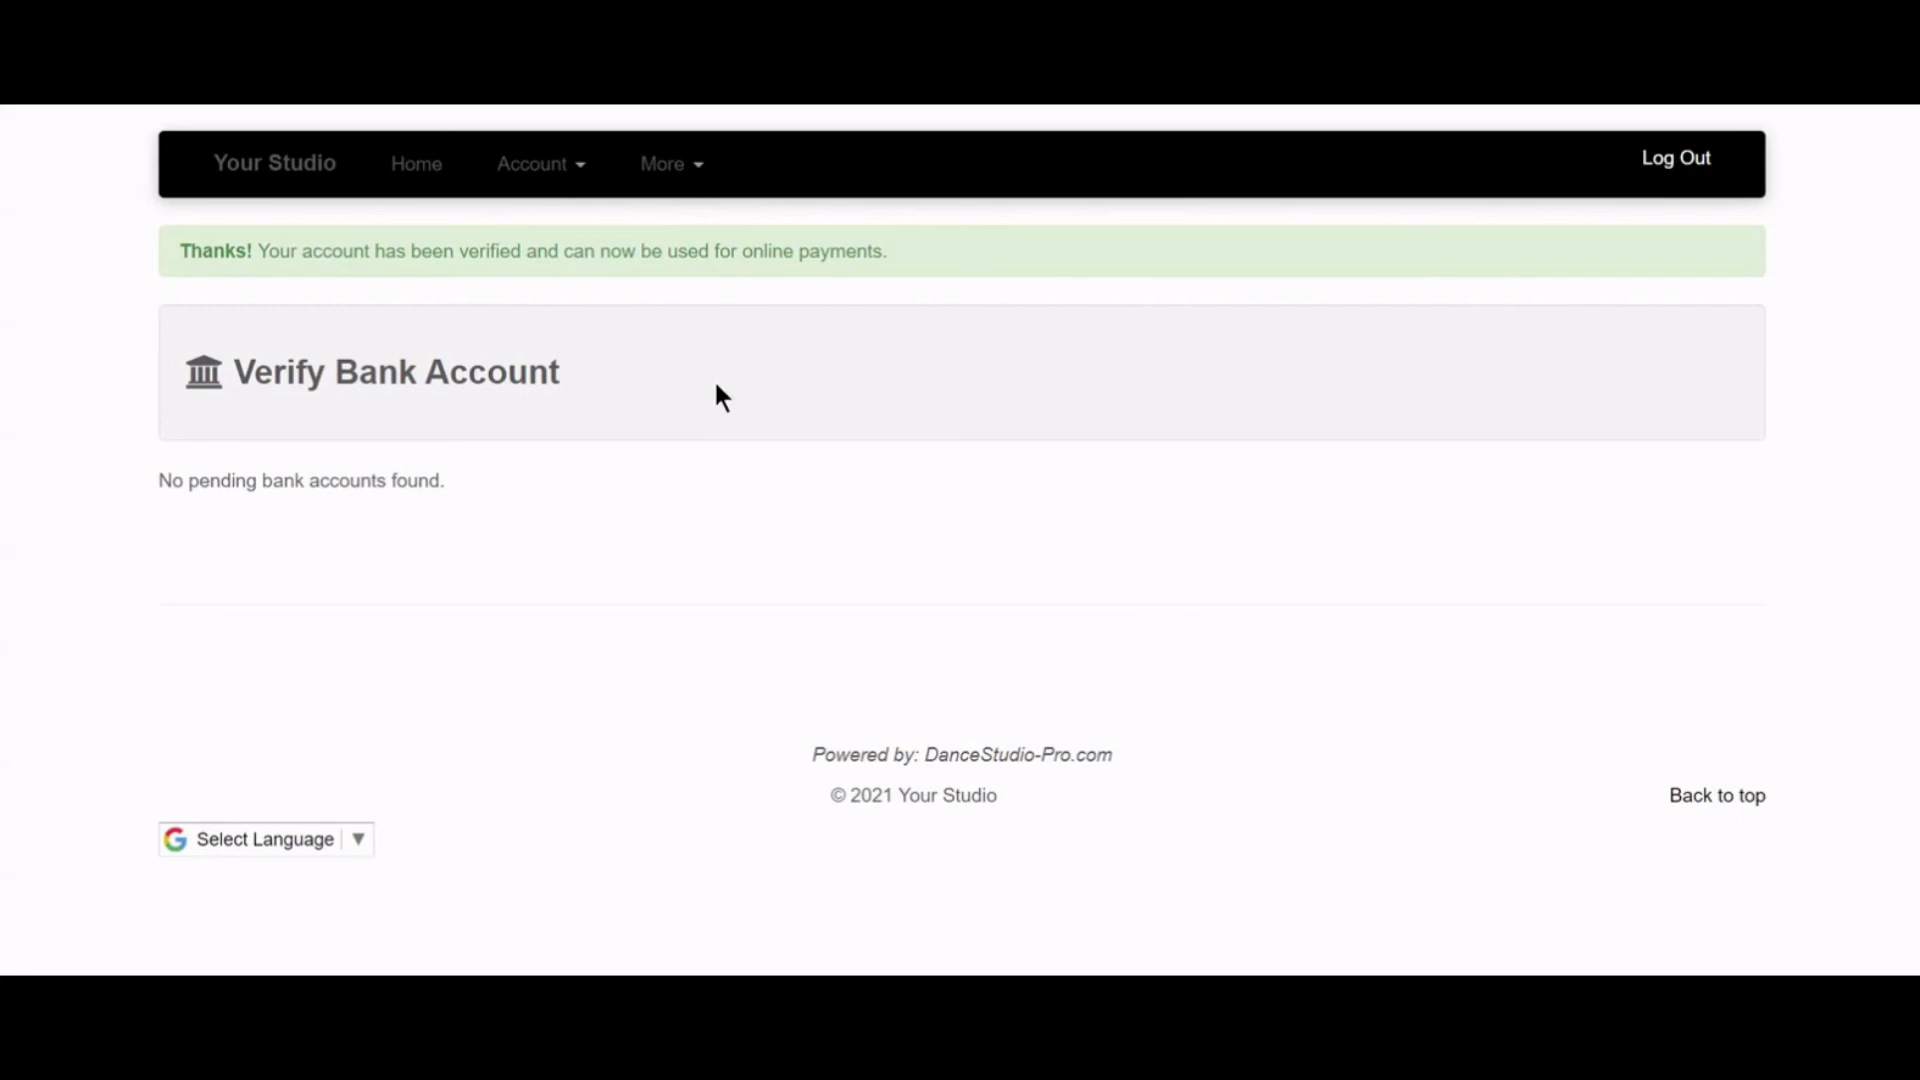 Your Studio Home Account More Log Out
Thanks! Your account has been verified and can now be used for online payments.
Verify Bank Account
No pending bank accounts found.
Powered by: DanceStudio-Pro.com
© 2021 Your Studio
Back to top
Select Language